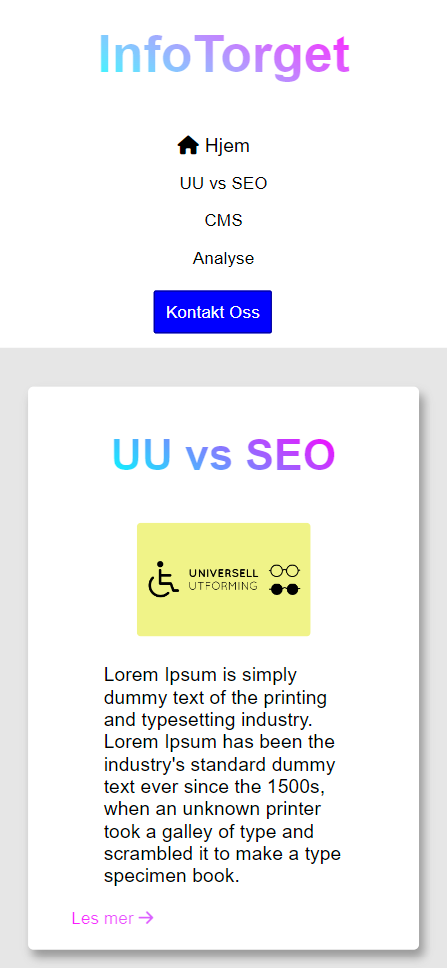 InfoTorget
Hjem
UU vs SEO
CMS
Analyse
Kontakt Oss
UU vs SEO
UNIVERSELL
UTFORMING
Lorem Ipsum is simply
dummy text of the printing
and typesetting industry.
Lorem Ipsum has been the
industry's standard dummy
text ever since the 1500s,
when an unknown printer
took a galley of type and
scrambled it to make a type
specimen book.
Les mer